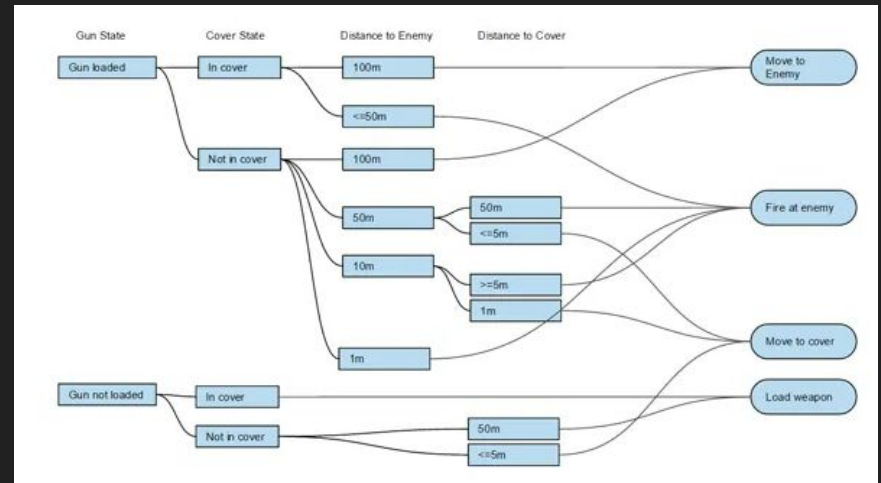 Gun State
Cover State
Distance to Enemy
Distance to Cover
Gun loaded
In cover
100m
Move to
Enemy
<=50m
Not in cover
100m
50m
50m
Fire at enemy
<=5m
10m
>=5m
1m
Move to cover
1m
Gun not loaded
In cover
Load weapon
Not in cover
50m
<=5m